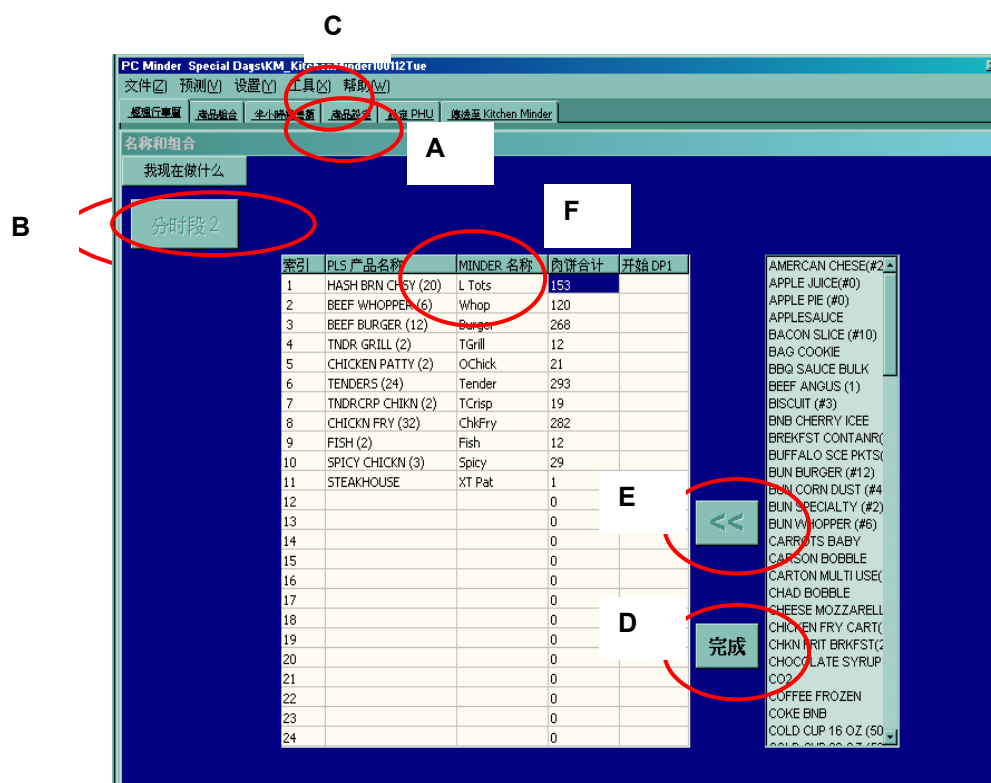 C
PC Minder Special Days\KM_Kitchen Minder100112Tue
文件(Z) 预测(V) 设置(Y) 工具(X) 帮助(W)
產品組合 產品設定 PHU 傳送至 Kitchen Minder
名称和组合
A
我现在做什么
F
B
分时段 2
索引 PLS 产品名称 MINDER 名称 肉饼合计 开始 DP1
1 HASH BRN CHSY (20) L Tots 153
2 BEEF WHOPPER (6) Whop 120
3 BEEF BURGER (12) Burger 268
4 TNDR GRILL (2) TGrill 12
5 CHICKEN PATTY (2) OChick 21
6 TENDERS (24) Tender 293
7 TNDRCRP CHIKN (2) TCrisp 19
8 CHICKN FRY (32) ChkFry 282
9 FISH (2) Fish 12
10 SPICY CHICKN (3) Spicy 29
11 STEAKHOUSE XT Pat 1
12 0
13 0
14 0
15 0
16 0
17 0
18 0
19 0
20 0
21 0
22 0
23 0
24 0
E
<<
D
完成
AMERCAN CHESE(#2
APPLE JUICE(#0)
APPLE PIE (#0)
APPLESAUCE
BACON SLICE (#10)
BAG COOKIE
BBQ SAUCE BULK
BEEF ANGUS (1)
BISCUIT (#3)
BNB CHERRY ICEE
BREKFST CONTANR(
BUFFALO SCE PKTS(
BUN BURGER (#12)
BUN CORN DUST (#4
BUN SPECIALTY (#2)
BUN WHOPPER (#6)
CARROTS BABY
CARSON BOBBLE
CARTON MULTI USE(
CHAD BOBBLE
CHEESE MOZZARELL
CHICKEN FRY CART(
CHKN FRIT BRKFST(2
CHOCOLATE SYRUP
CO2
COFFEE FROZEN
COKE BNB
COLD CUP 16 OZ (50